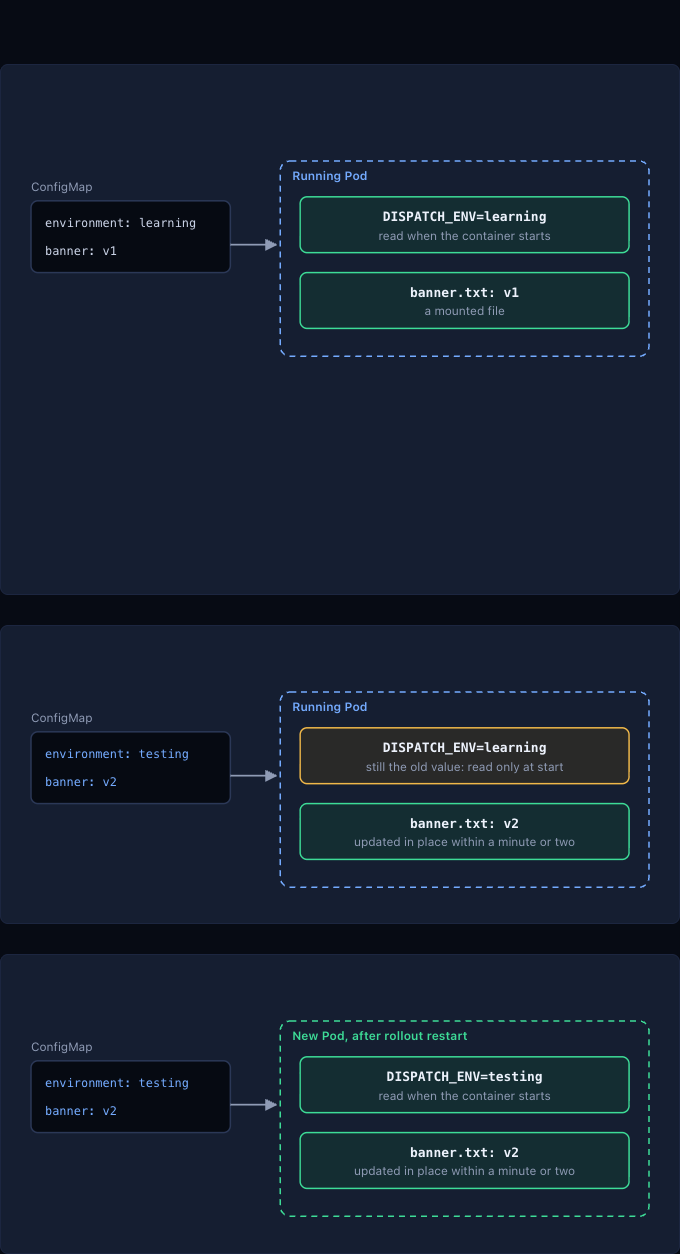 ConfigMap
environment: learning
banner: v1
Running Pod
DISPATCH_ENV=learning
read when the container starts
banner.txt: v1
a mounted file
ConfigMap
environment: testing
banner: v2
Running Pod
DISPATCH_ENV=learning
still the old value: read only at start
banner.txt: v2
updated in place within a minute or two
ConfigMap
environment: testing
banner: v2
New Pod, after rollout restart
DISPATCH_ENV=testing
read when the container starts
banner.txt: v2
updated in place within a minute or two